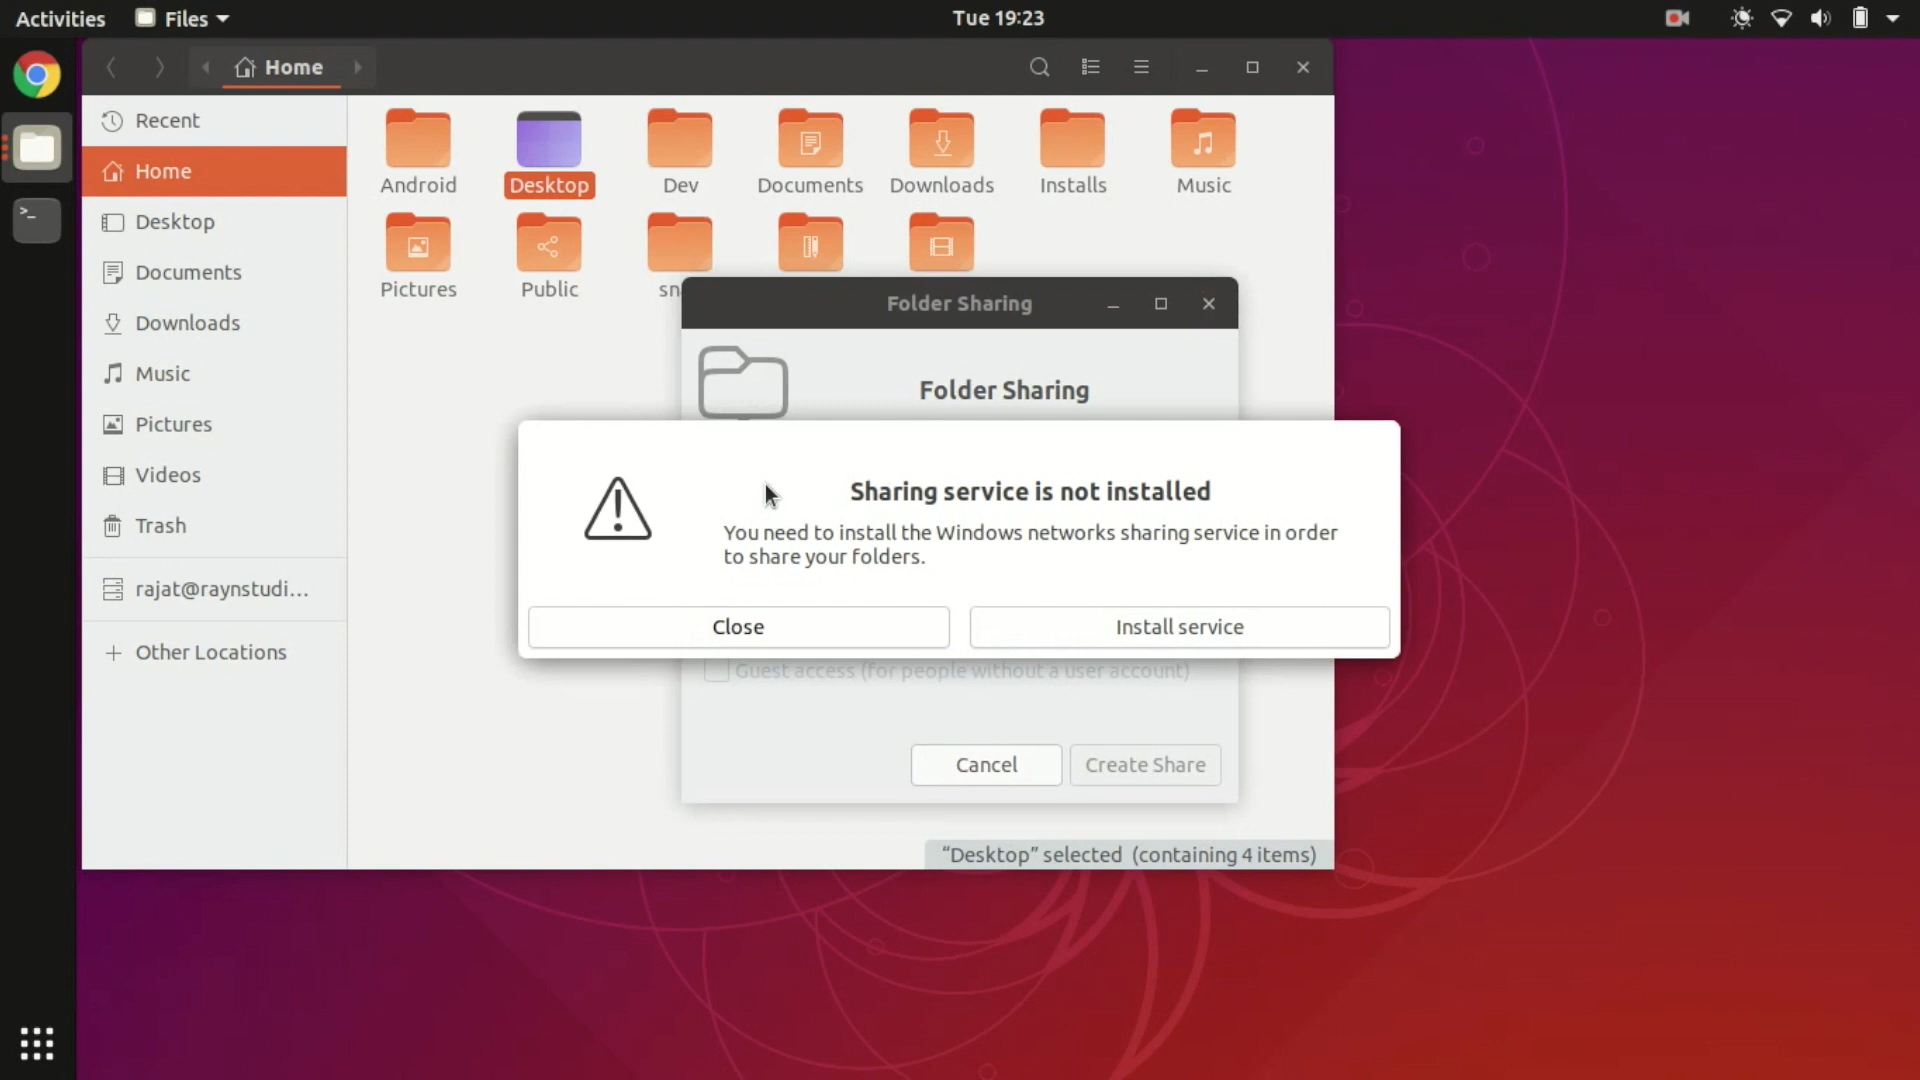 Activities
Files
Tue 19:23
Home
Recent
Home
Desktop
Documents
Downloads
Music
Pictures
Videos
Trash
rajat@raynstudi...
Other Locations
Android
Desktop
Dev
Documents
Downloads
Installs
Music
Pictures
Public
Folder Sharing
Folder Sharing
Sharing service is not installed
You need to install the Windows networks sharing service in order
to share your folders.
Close
Install service
Guest access (for people without a user account)
Cancel
Create Share
“Desktop” selected (containing 4 items)